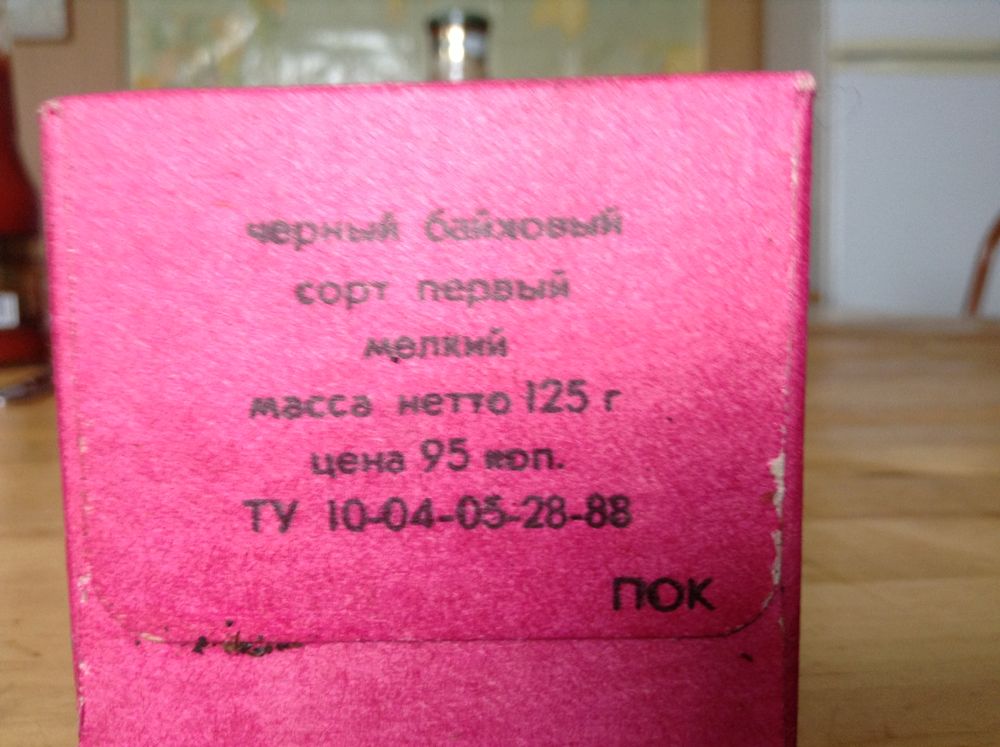 черный байховый
сорт первый
мелкий
масса нетто 125 г
цена 95 коп.
ТУ 10-04-05-28-88
ПОК